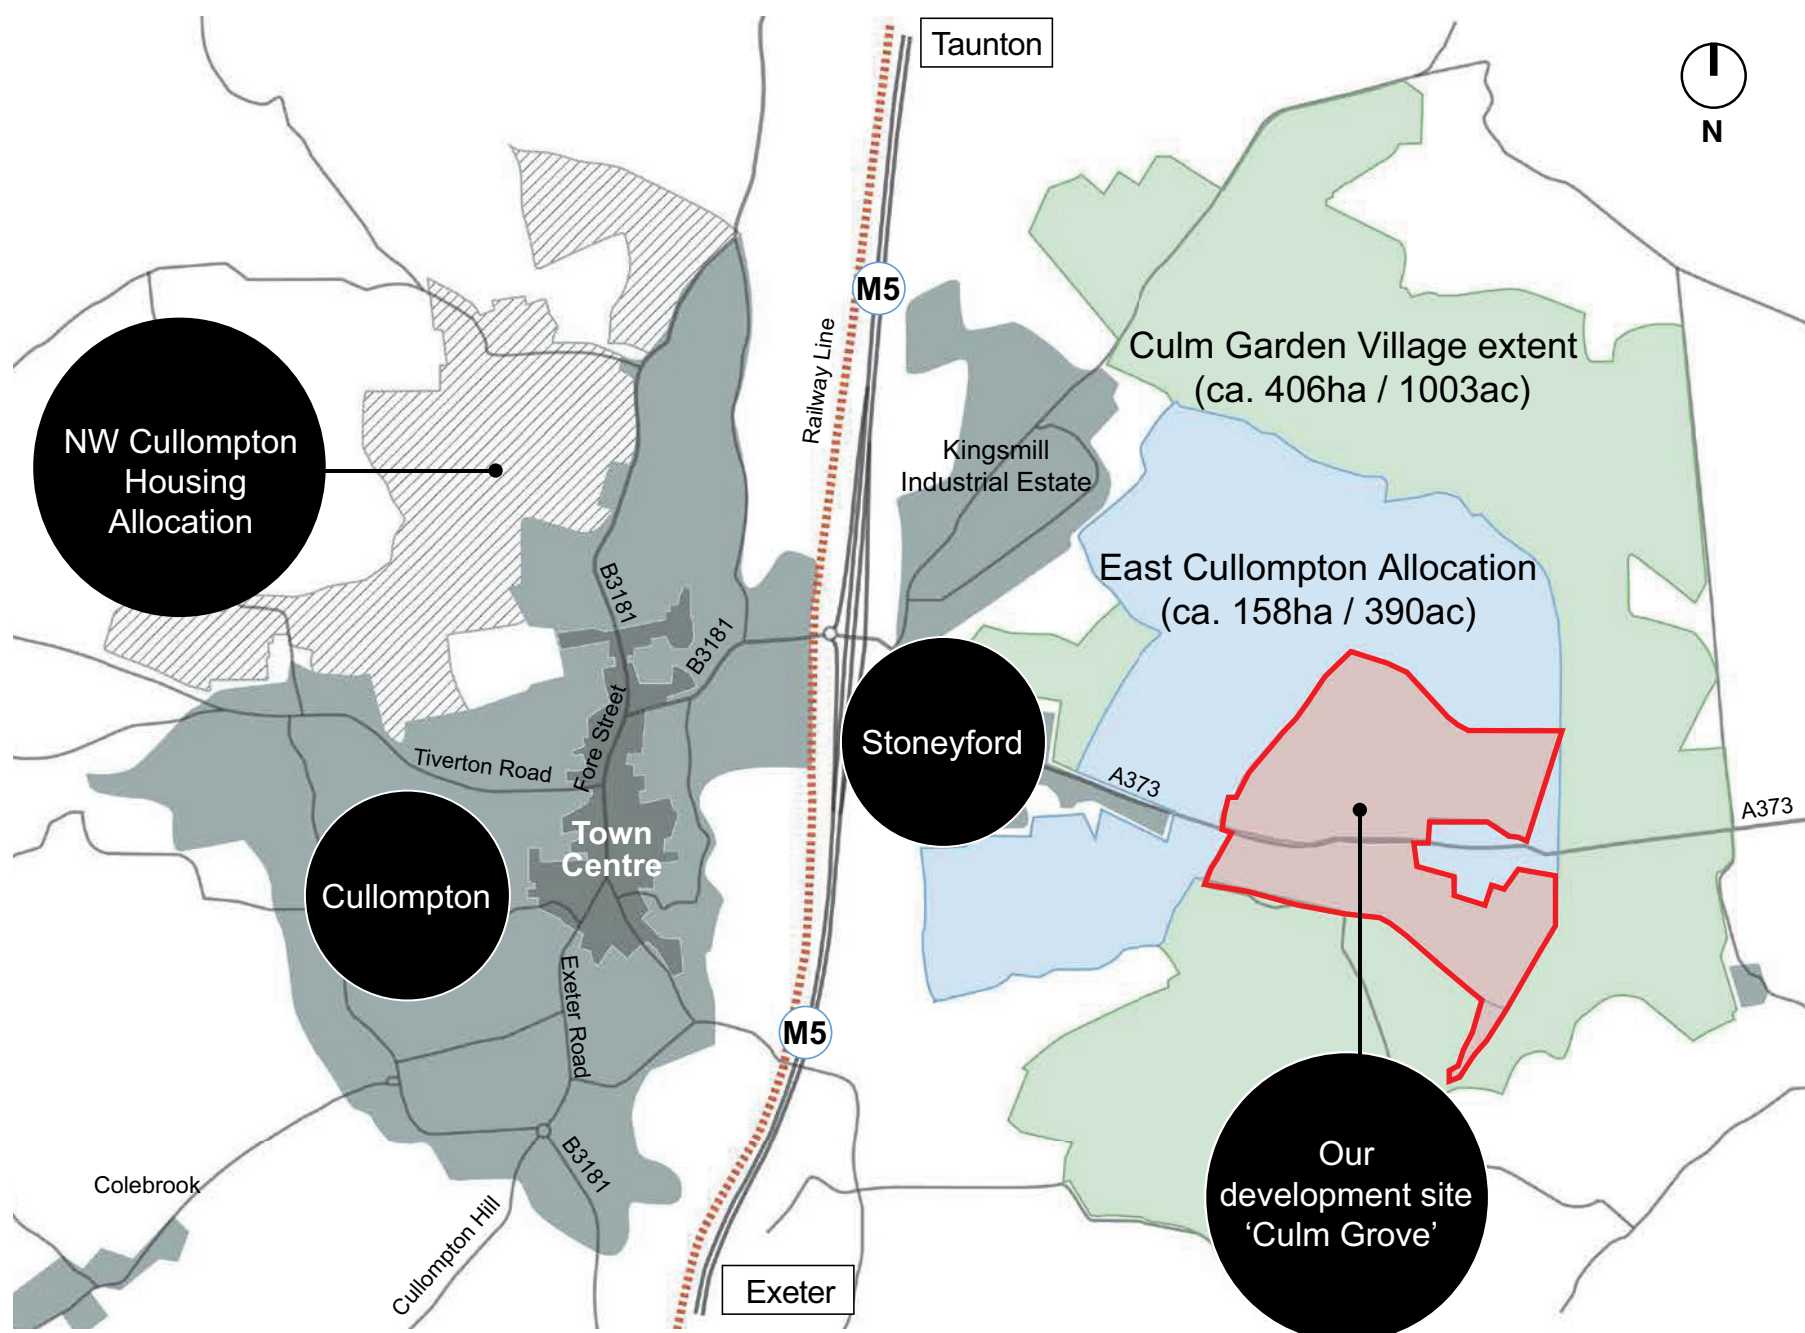 Taunton
N
M5
Railway Line
Culm Garden Village extent
(ca. 406ha / 1003ac)
NW Cullompton
Housing
Allocation
Kingsmill
Industrial Estate
East Cullompton Allocation
(ca. 158ha / 390ac)
B3181
B3181
Fore Street
Stoneyford
Tiverton Road
A373
A373
Town
Centre
Cullompton
Exeter Road
M5
B3181
Our
development site
‘Culm Grove’
Colebrook
Cullompton Hill
Exeter